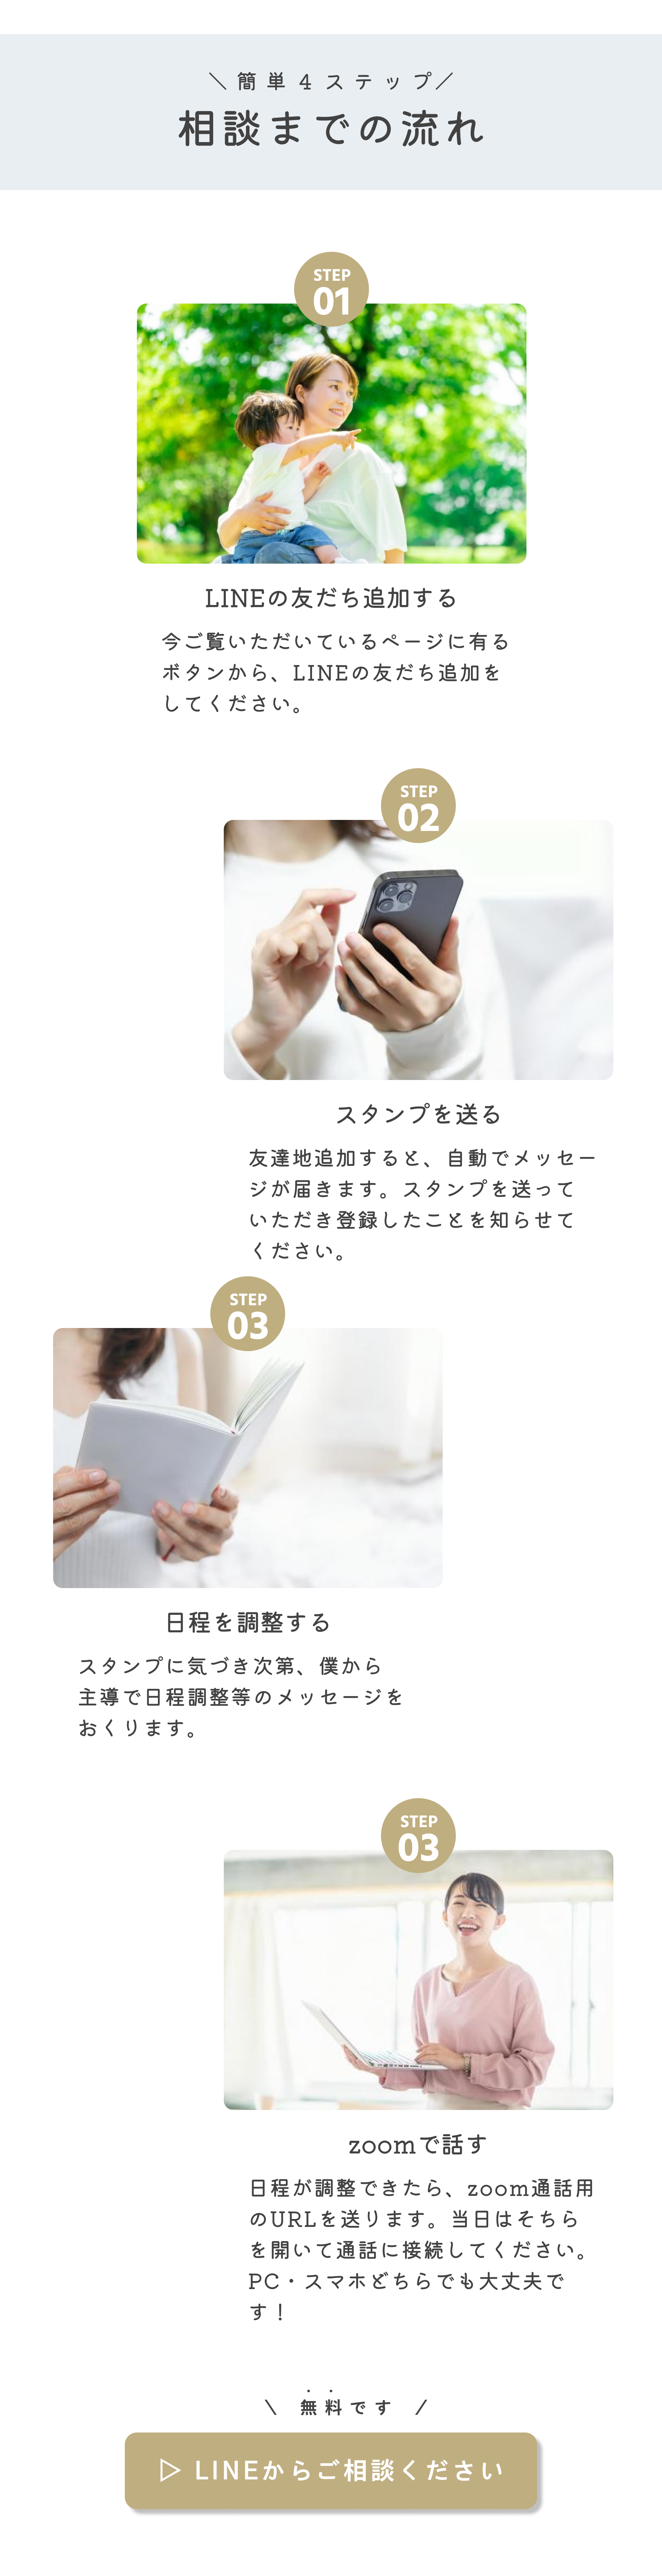 ＼簡単４ステップ／
相談までの流れ
STEP
01
LINEの友だち追加する
今ご覧いただいているページに有る
ボタンから、LINEの友だち追加を
してください。
STEP
02
スタンプを送る
友達地追加すると、自動でメッセー
ジが届きます。スタンプを送って
いただき登録したことを知らせて
ください。
STEP
03
日程を調整する
スタンプに気づき次第、僕から
主導で日程調整等のメッセージを
おくります。
STEP
03
zoomで話す
日程が調整できたら、zoom通話用
のURLを送ります。当日はそちら
を開いて通話に接続してください。
PC・スマホどちらでも大丈夫で
す！
\ 無料です /
▷ LINEからご相談ください